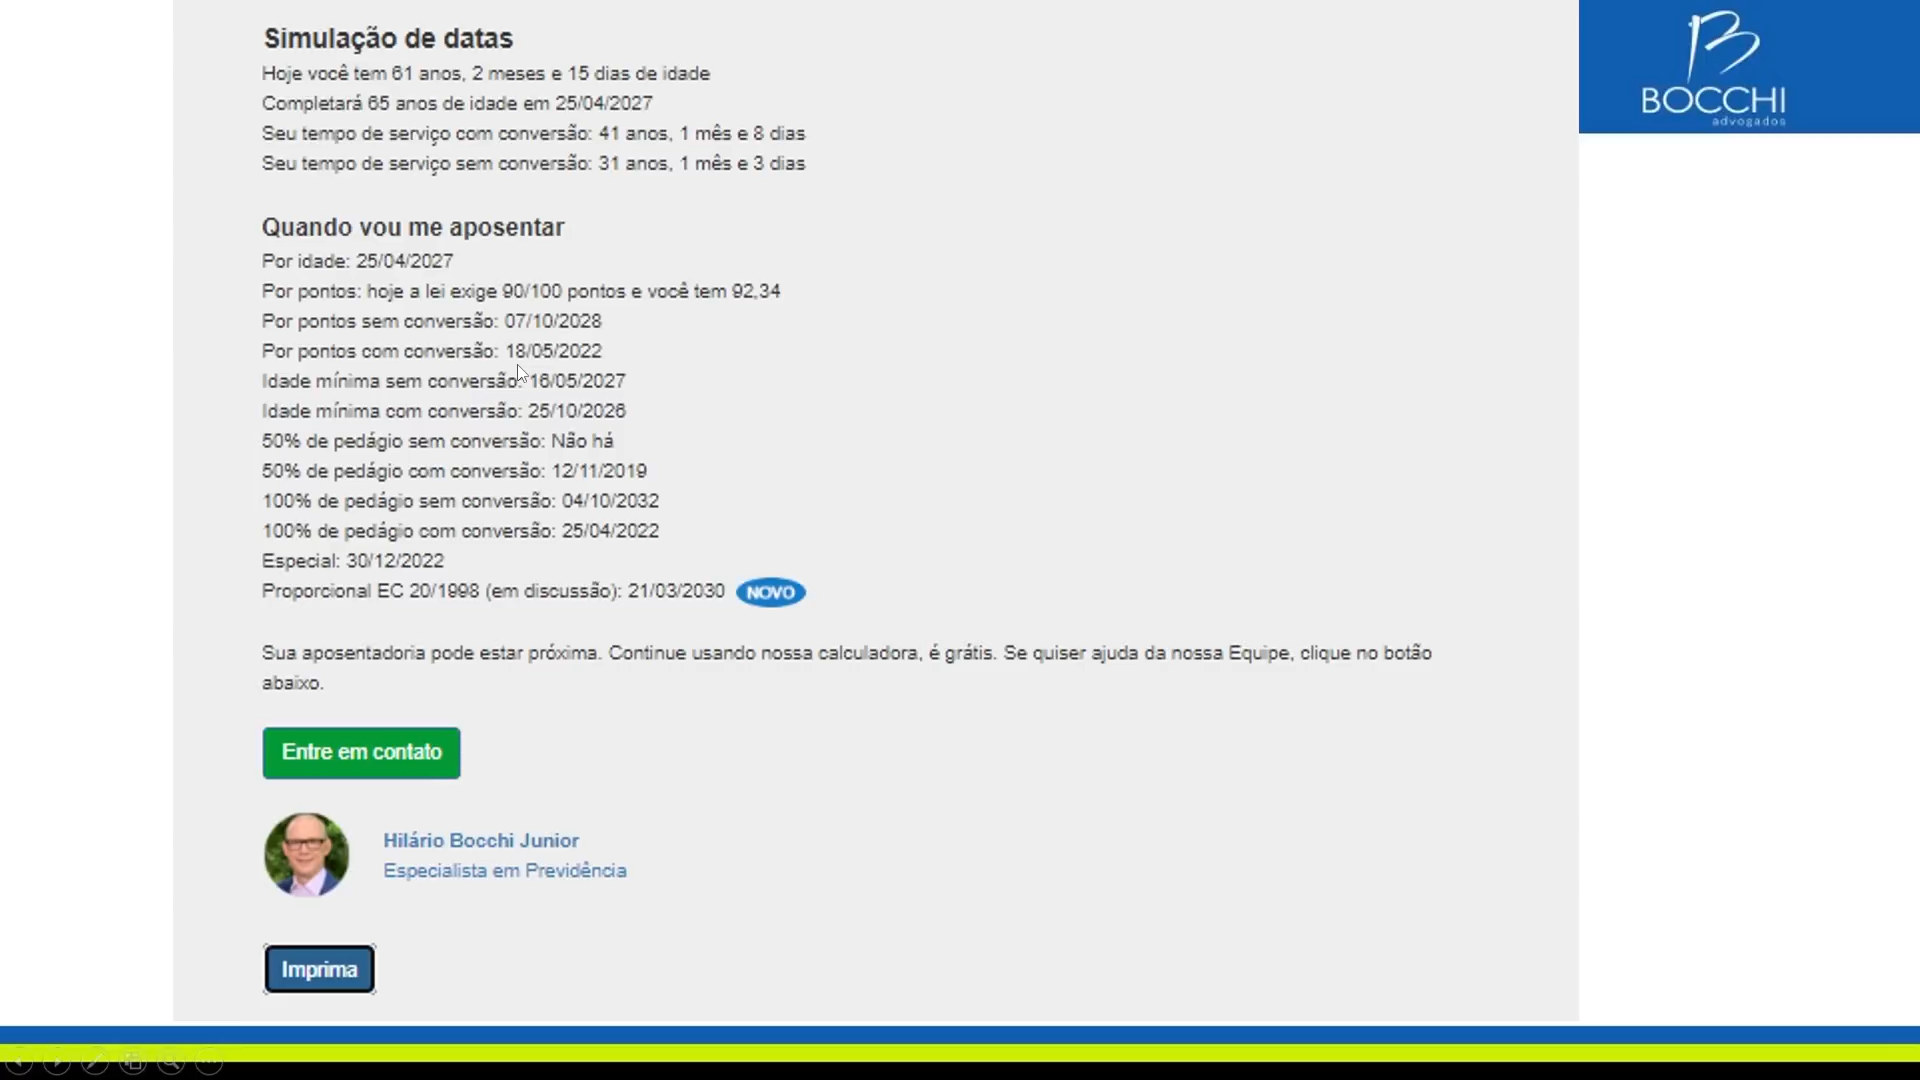 Simulação de datas
Hoje você tem 61 anos, 2 meses e 15 dias de idade
Completará 65 anos de idade em 25/04/2027
Seu tempo de serviço com conversão: 41 anos, 1 mês e 8 dias
Seu tempo de serviço sem conversão: 31 anos, 1 mês e 3 dias
Quando vou me aposentar
Por idade: 25/04/2027
Por pontos: hoje a lei exige 90/100 pontos e você tem 92,34
Por pontos sem conversão: 07/10/2028
Por pontos com conversão: 18/05/2022
Idade mínima sem conversão: 16/05/2027
Idade mínima com conversão: 25/10/2026
50% de pedágio sem conversão: Não há
50% de pedágio com conversão: 12/11/2019
100% de pedágio sem conversão: 04/10/2032
100% de pedágio com conversão: 25/04/2022
Especial: 30/12/2022
Proporcional EC 20/1998 (em discussão): 21/03/2030 NOVO
Sua aposentadoria pode estar próxima. Continue usando nossa calculadora, é grátis. Se quiser ajuda da nossa Equipe, clique no botão
abaixo.
Entre em contato
Hilário Bocchi Junior
Especialista em Previdência
Imprima
B
BOCCHI
advogados